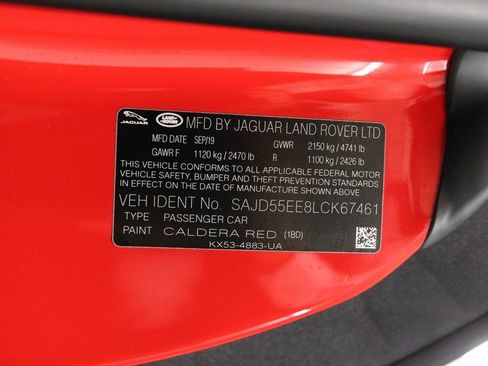 JAGUAR LAND-ROVER MFD BY JAGUAR LAND ROVER LTD
MFG DATE SEP/19 GVWR 2150 kg / 4741 lb
GAWR F 1120 kg / 2470 lb R 1100 kg / 2426 lb
THIS VEHICLE CONFORMS TO ALL APPLICABLE FEDERAL MOTOR
VEHICLE SAFETY, BUMPER AND THEFT PREVENTION STANDARDS IN
EFFECT ON THE DATE OF MANUFACTURE SHOWN ABOVE.
VEH IDENT No. SAJD55EE8LCK67461
TYPE PASSENGER CAR
PAINT CALDERA RED (1BD)
KX53-4883-UA